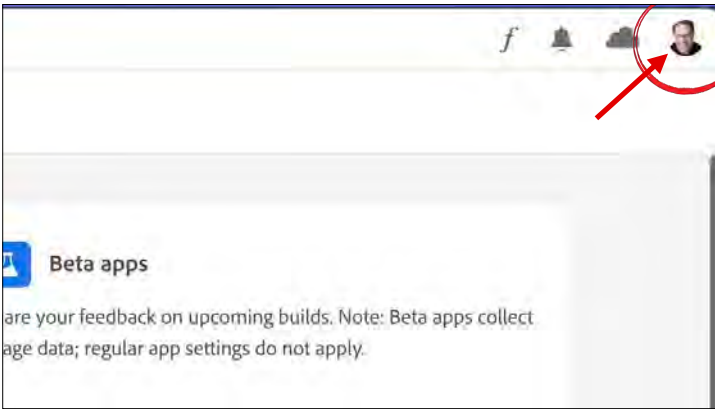 f
Beta apps
are your feedback on upcoming builds. Note: Beta apps collect
age data; regular app settings do not apply.